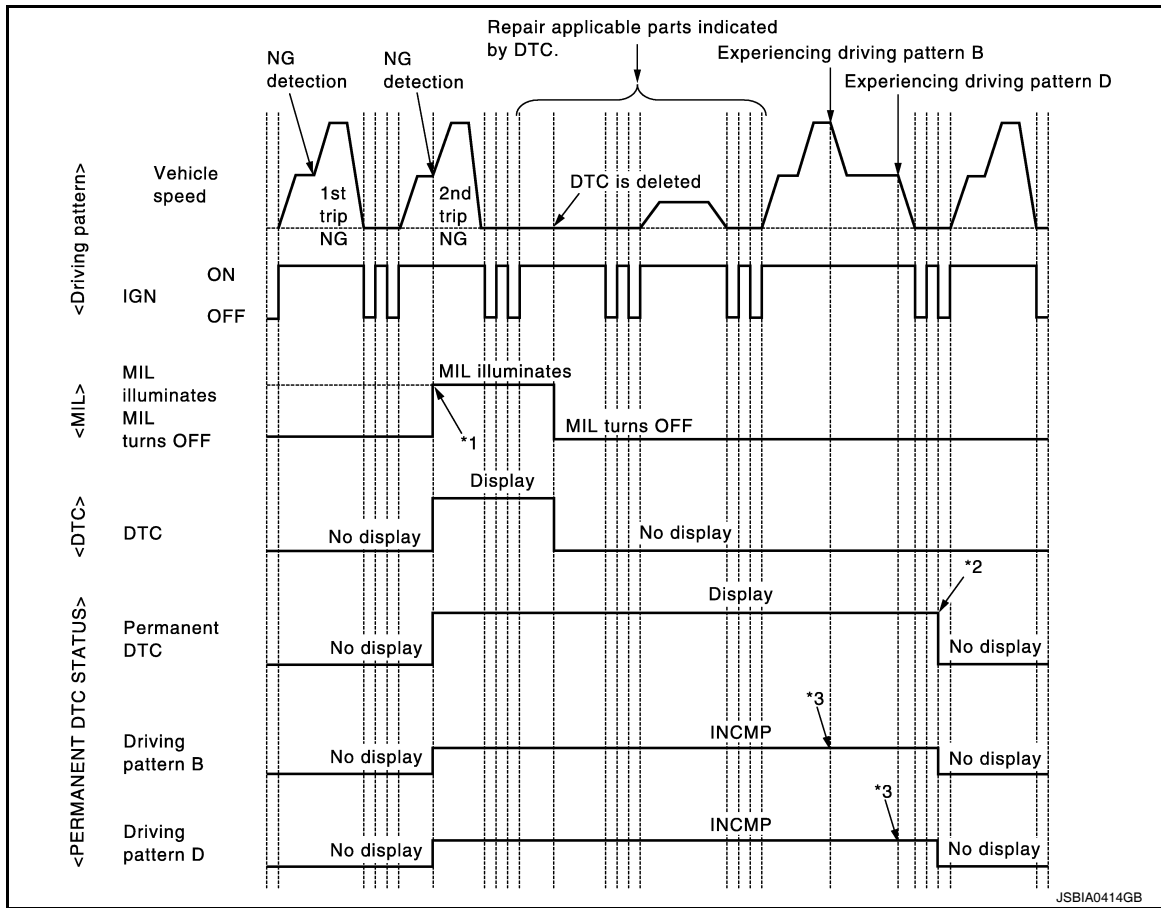 Repair applicable parts indicated
by DTC.
NG
detection
NG
detection
Experiencing driving pattern B
Experiencing driving pattern D
<Driving pattern>
Vehicle
speed
1st
trip
NG
2nd
trip
NG
DTC is deleted
IGN
ON
OFF
<MIL>
MIL
illuminates
MIL
turns OFF
MIL illuminates
*1
MIL turns OFF
<DTC>
DTC
No display
Display
No display
<PERMANENT DTC STATUS>
Permanent
DTC
No display
Display
*2
No display
Driving
pattern B
No display
INCMP
*3
No display
Driving
pattern D
No display
INCMP
*3
No display
JSBIA0414GB